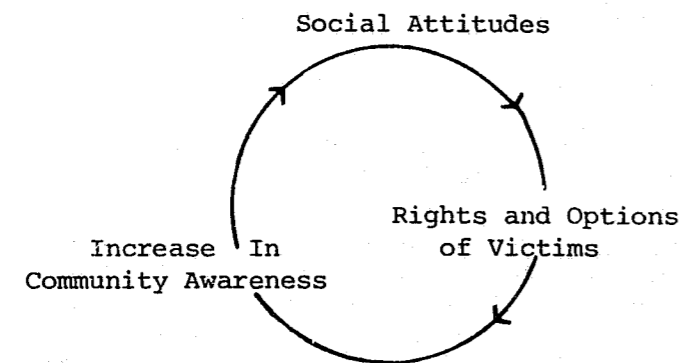 Social Attitudes
Rights and Options
of Victims
Increase In
Community Awareness